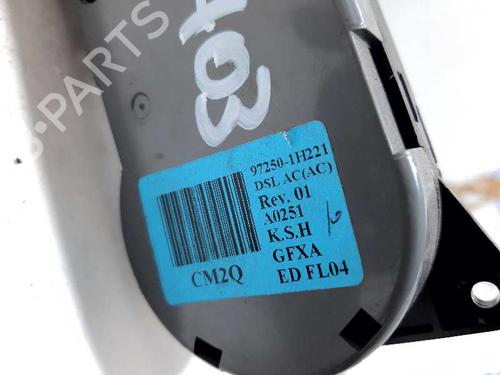 PARTS
403
97250-1H221
DSL AC(AC)
Rev. 01
A0251
K.S.H
GFXA
ED FL04
CM2Q